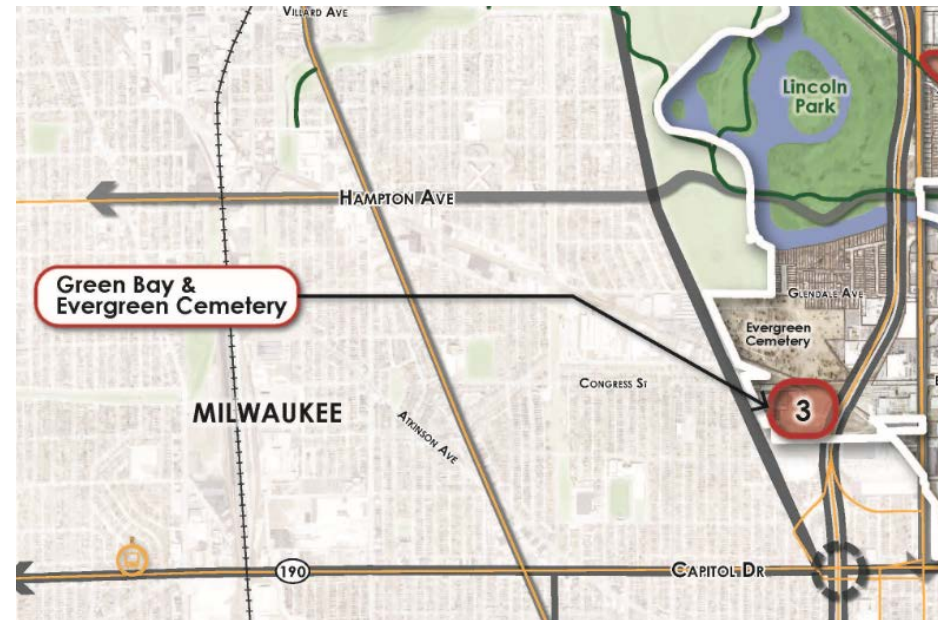 VILLARD AVE
Lincoln
Park
HAMPTON AVE
Green Bay &
Evergreen Cemetery
GLENDALE AVE
Evergreen
Cemetery
CONGRESS ST
3
MILWAUKEE
ATKINSON AVE
190
CAPITOL DR